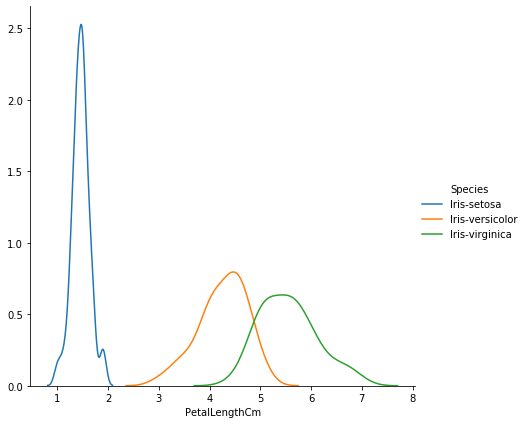 2.5
2.0
1.5
1.0
0.5
0.0
1 2 3 4 5 6 7 8
PetalLengthCm
Species
Iris-setosa
Iris-versicolor
Iris-virginica